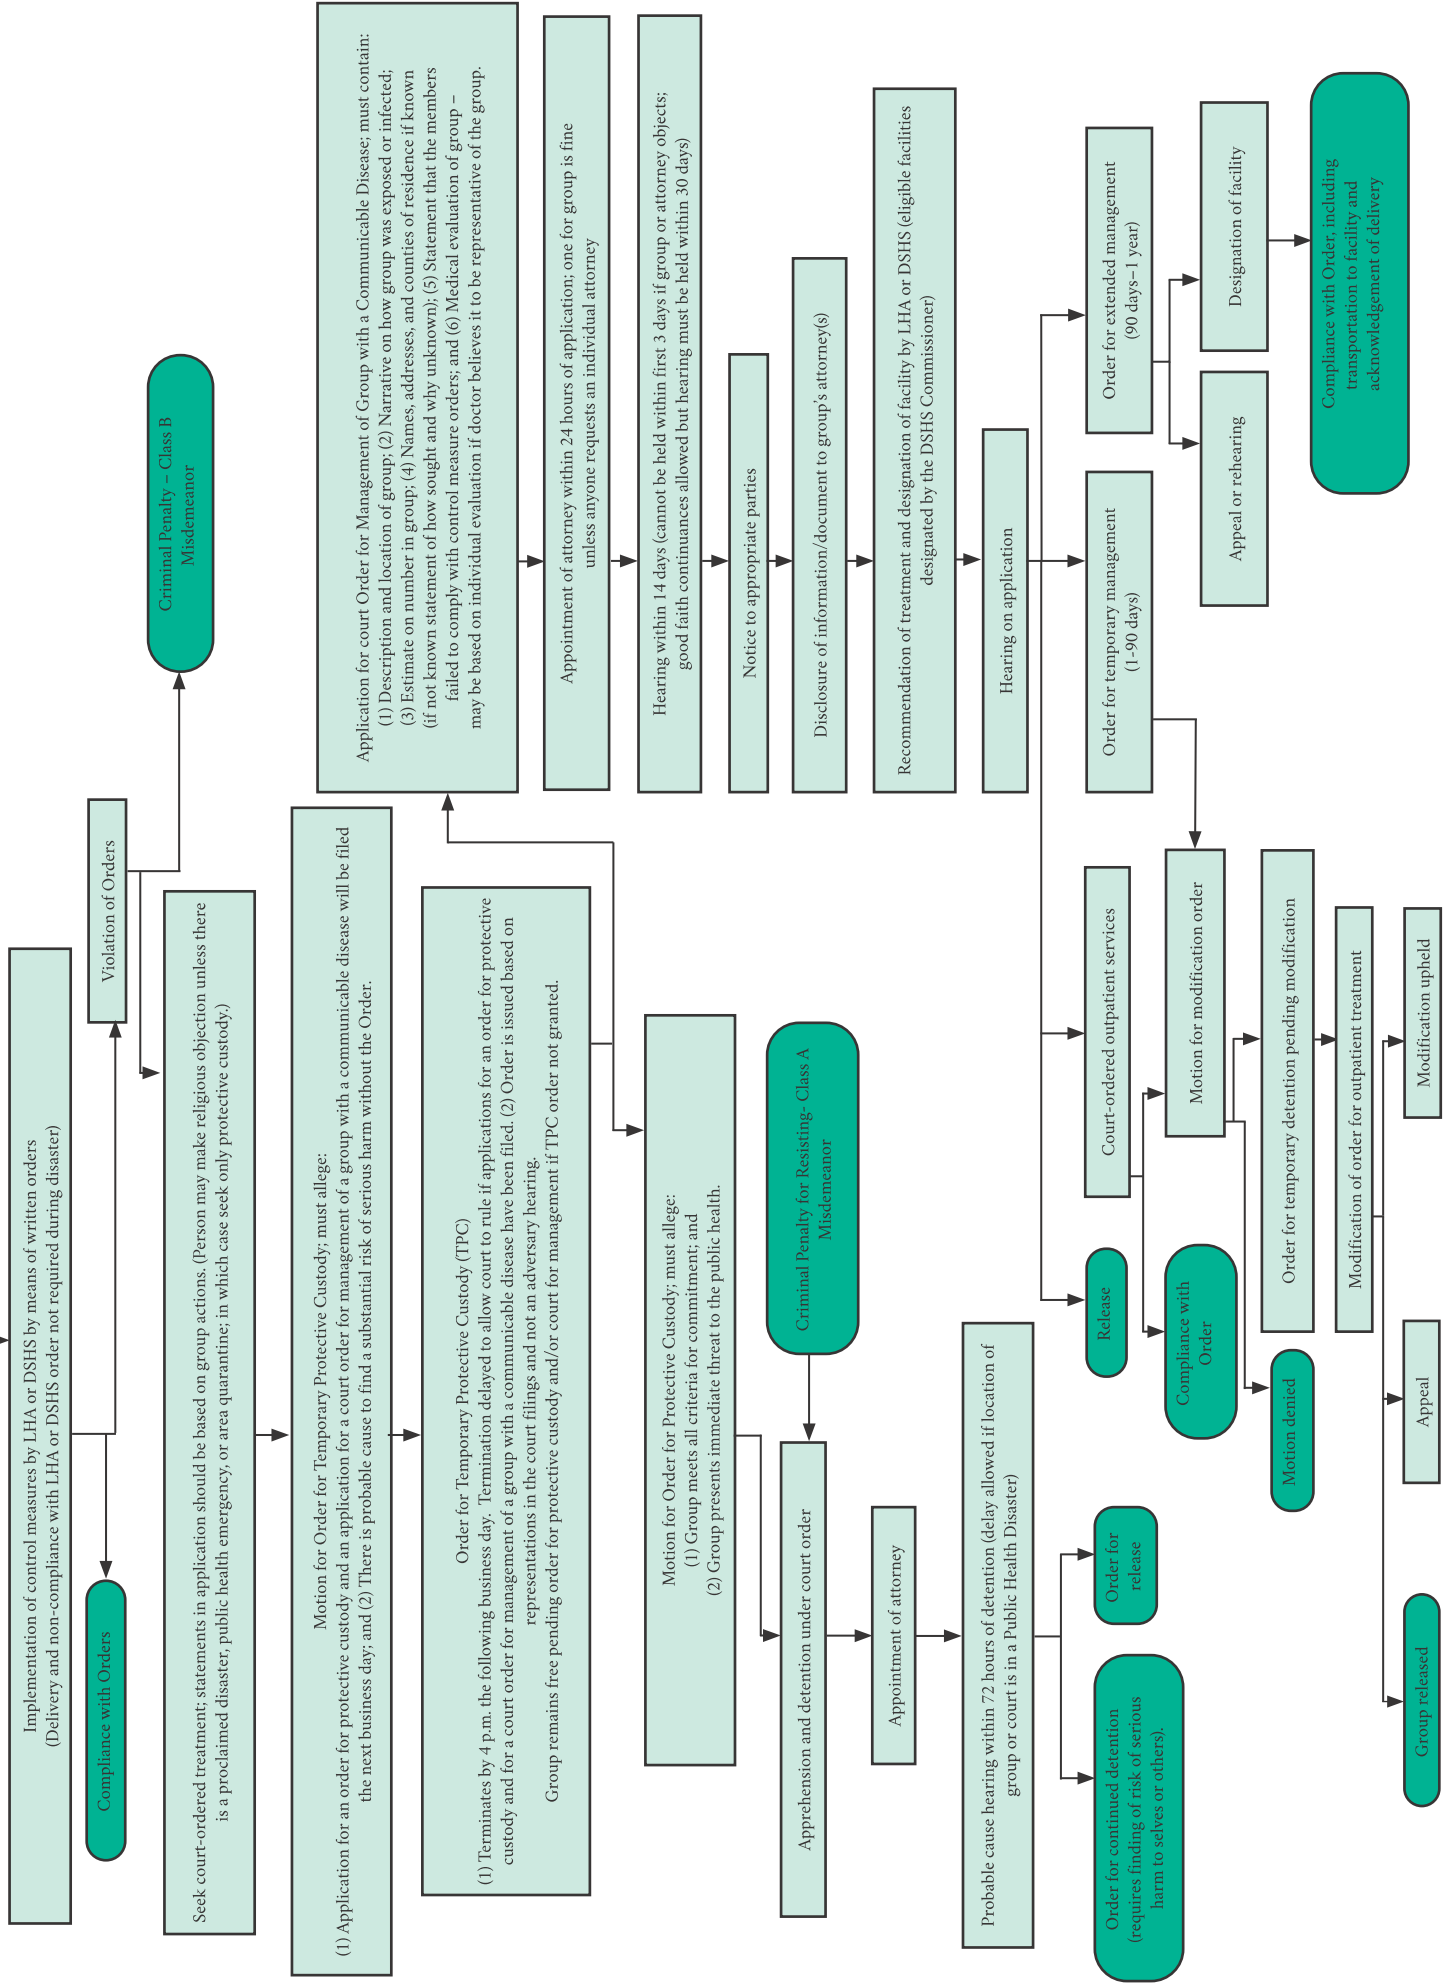 Implementation of control measures by LHA or DSHS by means of written orders
(Delivery and non-compliance with LHA or DSHS order not required during disaster)
Compliance with Orders
Violation of Orders
Criminal Penalty – Class B
Misdemeanor
Seek court-ordered treatment; statements in application should be based on group actions. (Person may make religious objection unless there
is a proclaimed disaster, public health emergency, or area quarantine; in which case seek only protective custody.)
Motion for Order for Temporary Protective Custody; must allege:
(1) Application for an order for protective custody and an application for a court order for management of a group with a communicable disease will be filed
the next business day; and (2) There is probable cause to find a substantial risk of serious harm without the Order.
Order for Temporary Protective Custody (TPC)
(1) Terminates by 4 p.m. the following business day. Termination delayed to allow court to rule if applications for an order for protective
custody and for a court order for management of a group with a communicable disease have been filed. (2) Order is issued based on
representations in the court filings and not an adversary hearing.
Group remains free pending order for protective custody and/or court for management if TPC order not granted.
Motion for Order for Protective Custody; must allege:
(1) Group meets all criteria for commitment; and
(2) Group presents immediate threat to the public health.
Criminal Penalty for Resisting- Class A
Misdemeanor
Apprehension and detention under court order
Appointment of attorney
Probable cause hearing within 72 hours of detention (delay allowed if location of
group or court is in a Public Health Disaster)
Order for continued detention
(requires finding of risk of serious
harm to selves or others).
Order for
release
Application for court Order for Management of Group with a Communicable Disease; must contain:
(1) Description and location of group; (2) Narrative on how group was exposed or infected;
(3) Estimate on number in group; (4) Names, addresses, and counties of residence if known
(if not known statement of how sought and why unknown); (5) Statement that the members
failed to comply with control measure orders; and (6) Medical evaluation of group –
may be based on individual evaluation if doctor believes it to be representative of the group.
Appointment of attorney within 24 hours of application; one for group is fine
unless anyone requests an individual attorney
Hearing within 14 days (cannot be held within first 3 days if group or attorney objects;
good faith continuances allowed but hearing must be held within 30 days)
Notice to appropriate parties
Disclosure of information/document to group's attorney(s)
Recommendation of treatment and designation of facility by LHA or DSHS (eligible facilities
designated by the DSHS Commissioner)
Hearing on application
Release
Court-ordered outpatient services
Order for temporary management
(1-90 days)
Order for extended management
(90 days–1 year)
Compliance with
Order
Motion for modification order
Appeal or rehearing
Designation of facility
Motion denied
Order for temporary detention pending modification
Compliance with Order, including
transportation to facility and
acknowledgement of delivery
Modification of order for outpatient treatment
Group released
Appeal
Modification upheld